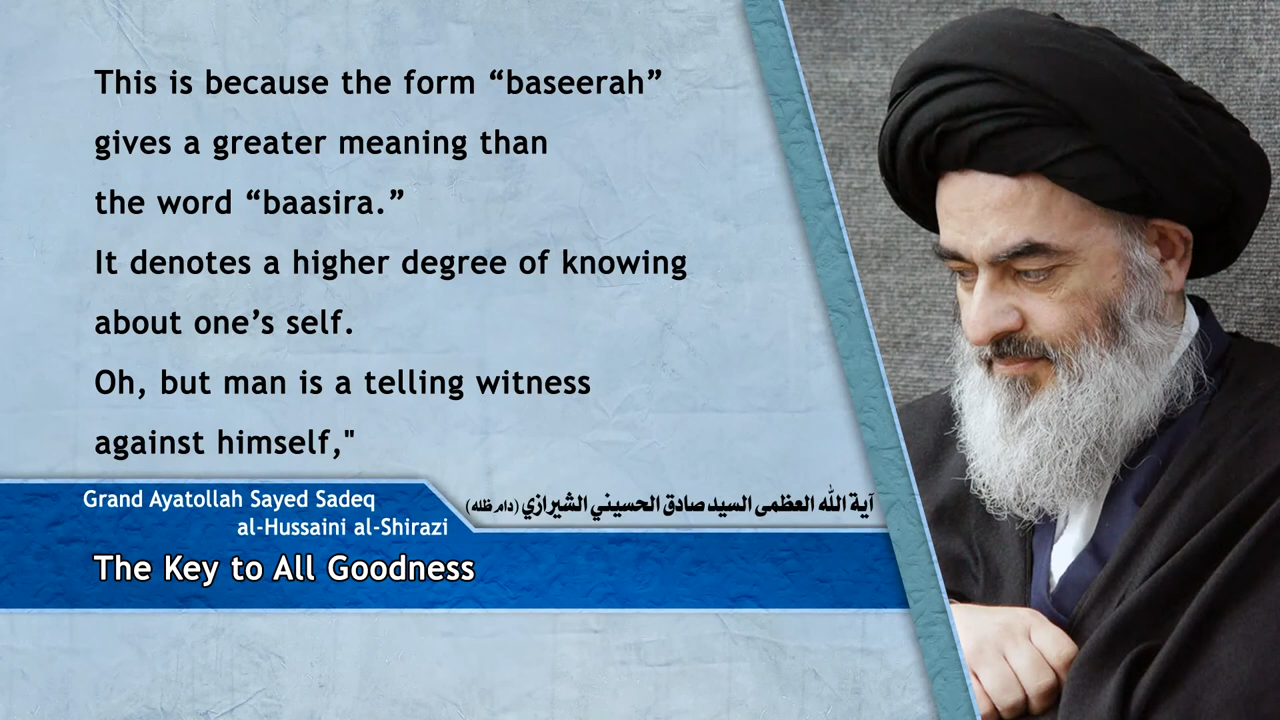 This is because the form “baseerah”
gives a greater meaning than
the word “baasira.”
It denotes a higher degree of knowing
about one’s self.
Oh, but man is a telling witness
against himself,"
Grand Ayatollah Sayed Sadeq
al-Hussaini al-Shirazi
آية الله العظمى السيد صادق الحسيني الشيرازي (دام ظله)
The Key to All Goodness